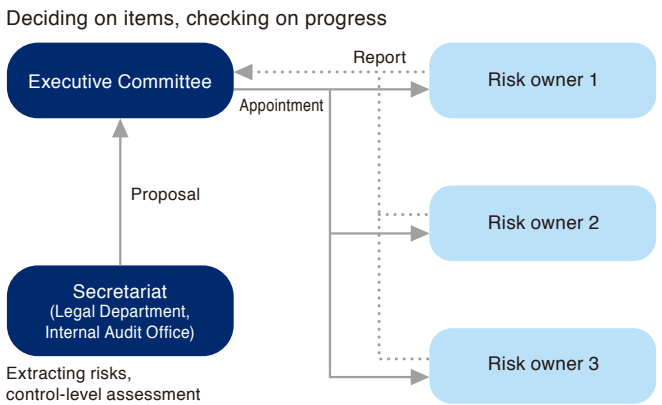 Deciding on items, checking on progress
Report
Executive Committee
Risk owner 1
Appointment
Proposal
Risk owner 2
Secretariat
(Legal Department,
Internal Audit Office)
Risk owner 3
Extracting risks,
control-level assessment